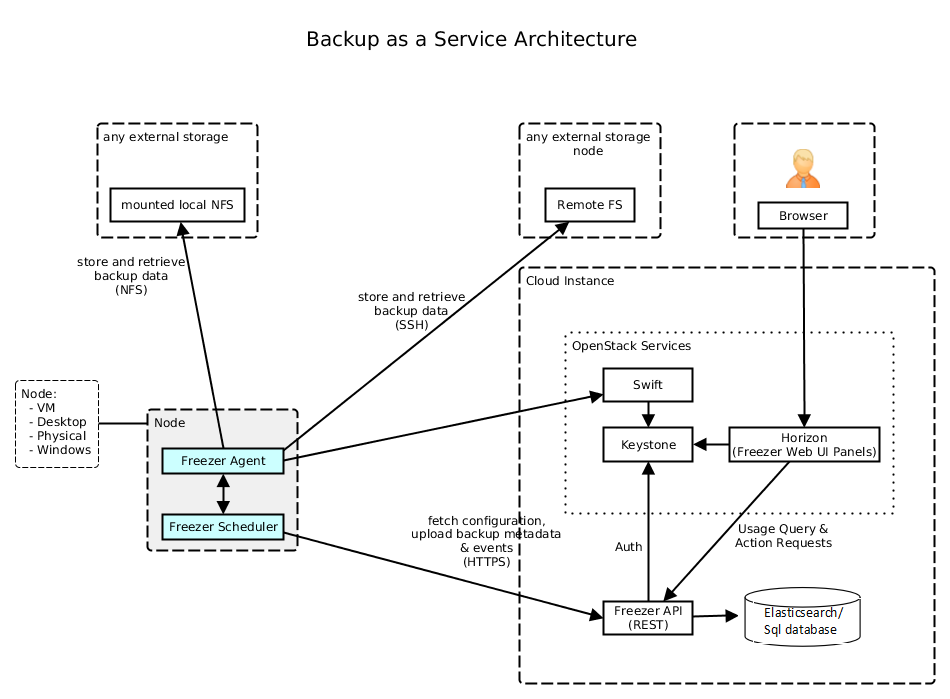 Backup as a Service Architecture
any external storage
mounted local NFS
any external storage
node
Remote FS
Browser
store and retrieve
backup data
(NFS)
store and retrieve
backup data
(SSH)
Cloud Instance
OpenStack Services
Swift
Keystone
Horizon
(Freezer Web UI Panels)
Node:
- VM
- Desktop
- Physical
- Windows
Node
Freezer Agent
Freezer Scheduler
fetch configuration,
upload backup metadata
& events
(HTTPS)
Auth
Usage Query &
Action Requests
Freezer API
(REST)
Elasticsearch/
Sql database